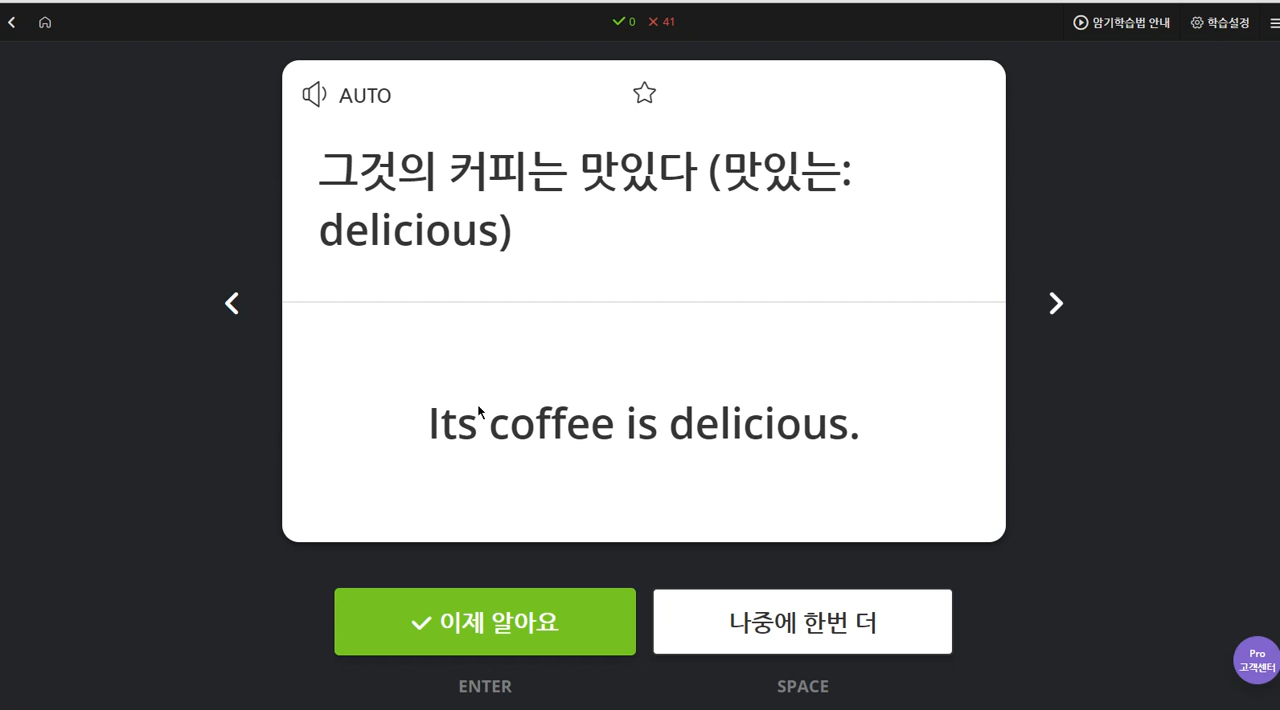 0 41 암기학습법 안내 학습설정
AUTO
그것의 커피는 맛있다 (맛있는:
delicious)
Its coffee is delicious.
이제 알아요 나중에 한번 더
Pro
고객센터
ENTER SPACE